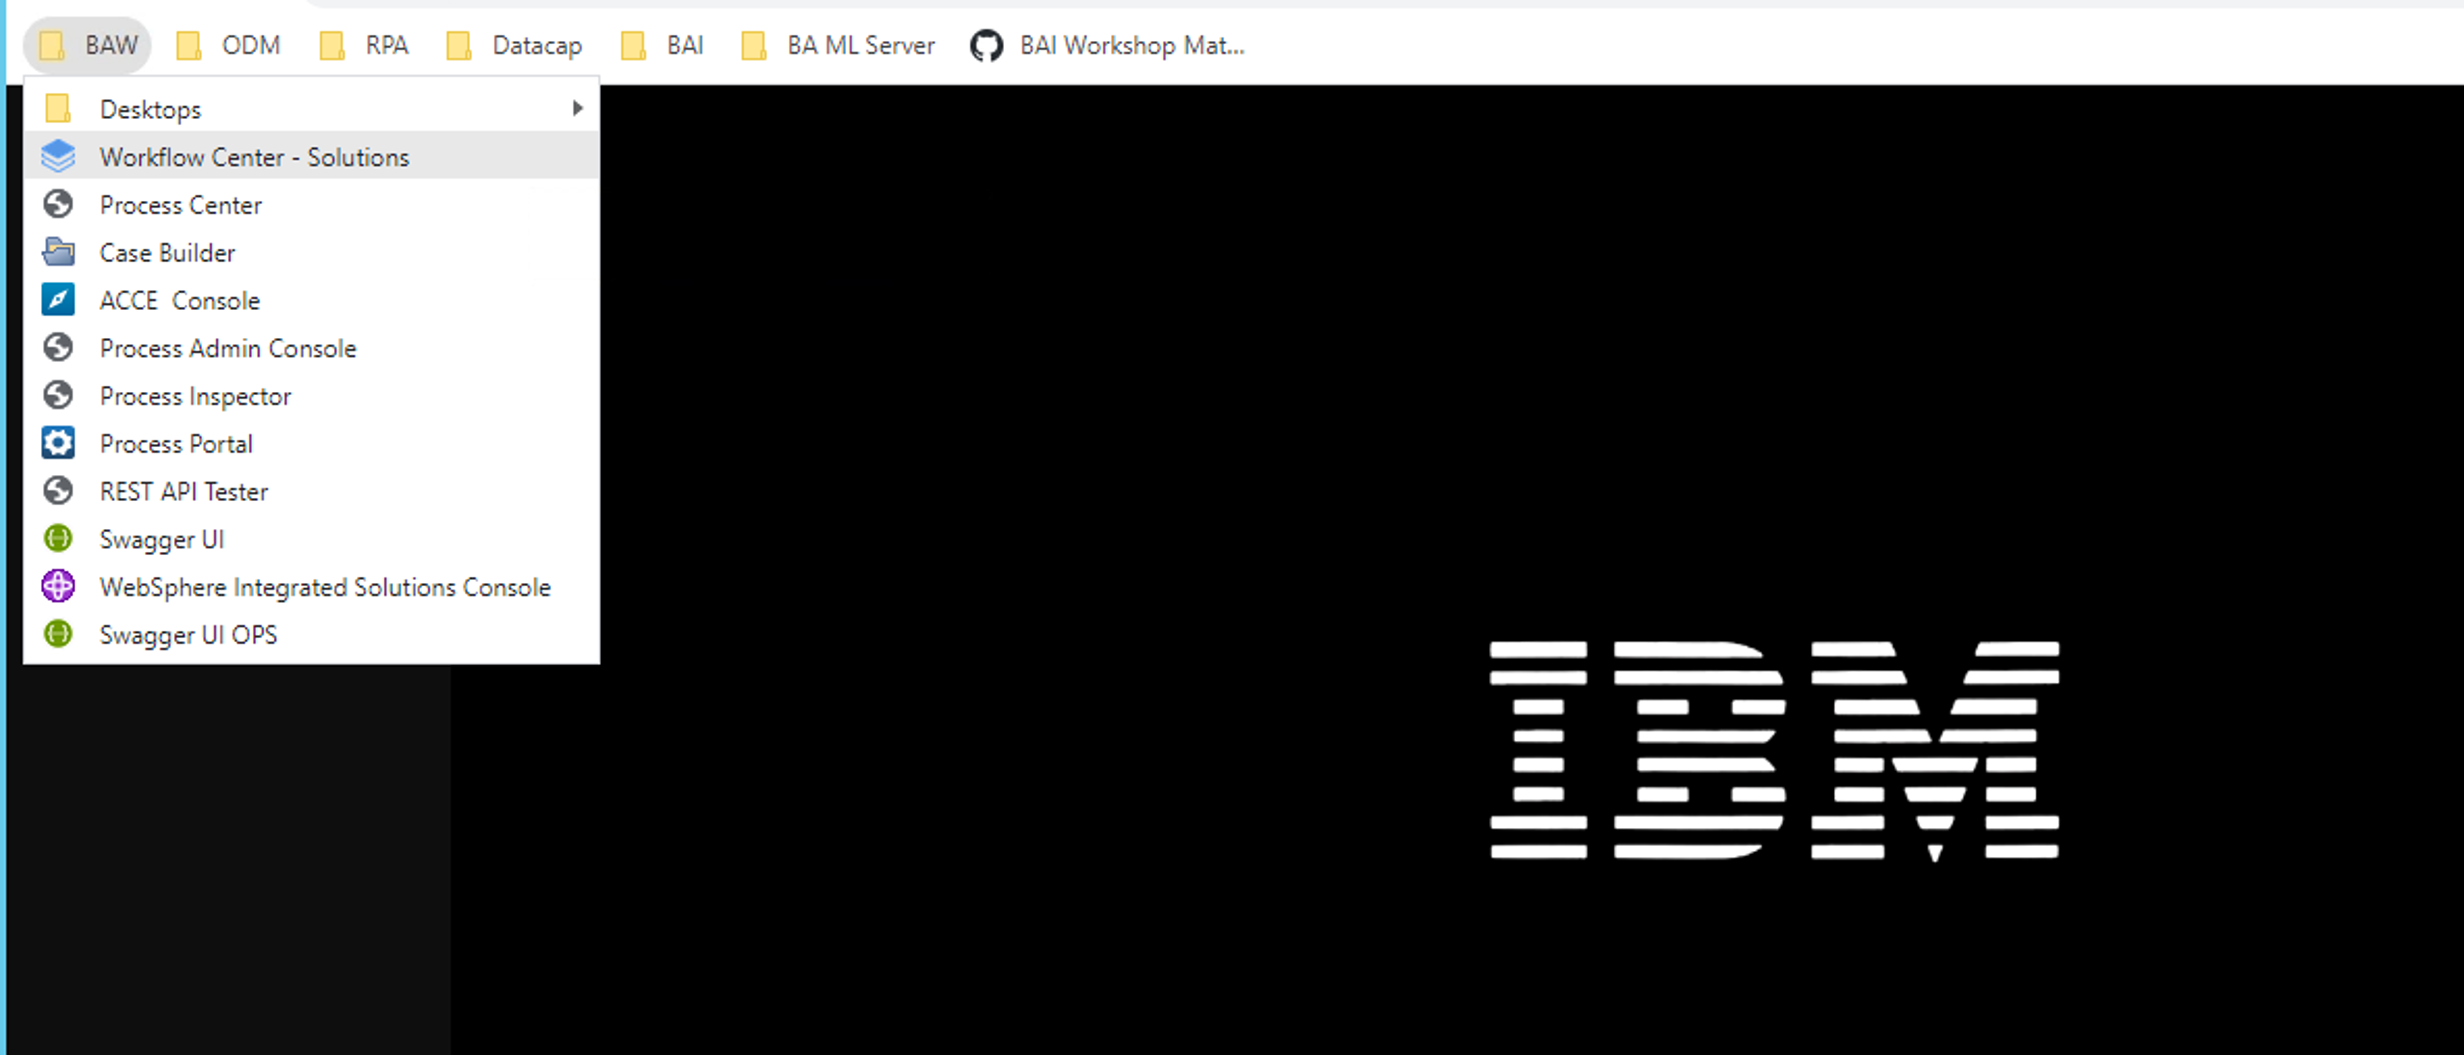 BAW ODM RPA Datacap BAI BA ML Server BAI Workshop Mat...
Desktops
Workflow Center - Solutions
Process Center
Case Builder
ACCE  Console
Process Admin Console
Process Inspector
Process Portal
REST API Tester
Swagger UI
WebSphere Integrated Solutions Console
Swagger UI OPS
IBM